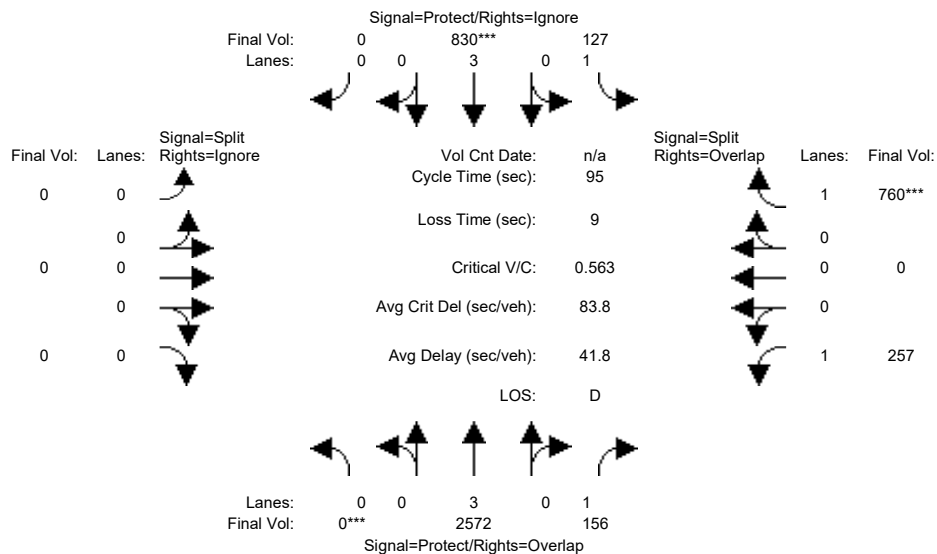 Signal=Protect/Rights=Ignore
Final Vol: 0 830*** 127
Lanes: 0 0 3 0 1
Signal=Split
Final Vol: Lanes: Rights=Ignore
Vol Cnt Date: n/a
Signal=Split
Rights=Overlap Lanes: Final Vol:
Cycle Time (sec): 95
0 0
1 760***
Loss Time (sec): 9
0
0
0 0
Critical V/C: 0.563
0 0
0
Avg Crit Del (sec/veh): 83.8
0
0 0
Avg Delay (sec/veh): 41.8
1 257
LOS: D
Lanes: 0 0 3 0 1
Final Vol: 0*** 2572 156
Signal=Protect/Rights=Overlap